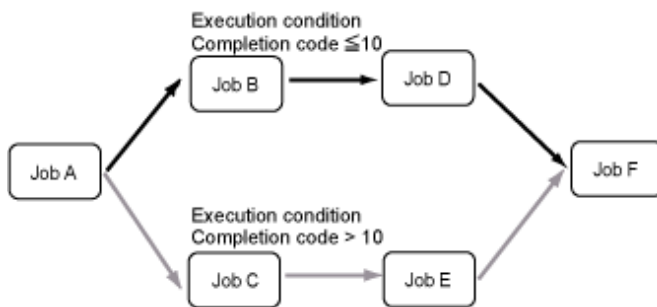 Execution condition
Completion code ≦10
Job B
Job D
Job A
Job F
Execution condition
Completion code > 10
Job C
Job E